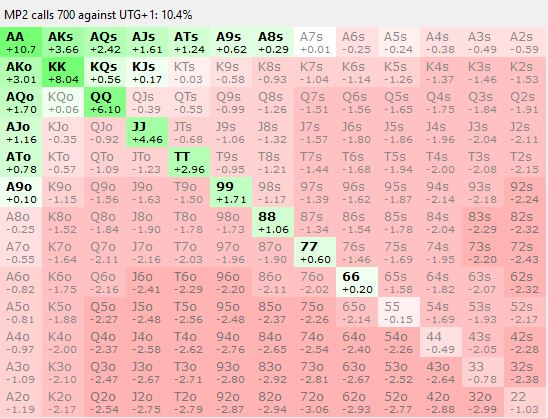 MP2 calls 700 against UTG+1: 10.4%
AA AKs AQs AJs ATs A9s A8s A7s A6s A5s A4s A3s A2s
+10.7 +3.66 +2.42 +1.61 +1.24 +0.62 +0.29 +0.01 -0.25 -0.24 -0.38 -0.49 -0.59
AKo KK KQs KJs KTs K9s K8s K7s K6s K5s K4s K3s K2s
+3.01 +8.04 +0.56 +0.17 -0.03 -0.58 -0.93 -1.04 -1.14 -1.26 -1.37 -1.46 -1.53
AQo KQo QQ QJs QTs Q9s Q8s Q7s Q6s Q5s Q4s Q3s Q2s
+1.70 +0.06 +6.10 -0.39 -0.55 -0.99 -1.26 -1.51 -1.56 -1.65 -1.75 -1.84 -1.91
AJo KJo QJo JJ JTs J9s J8s J7s J6s J5s J4s J3s J2s
+1.16 -0.35 -0.92 +4.46 -0.68 -1.06 -1.32 -1.57 -1.80 -1.86 -1.96 -2.04 -2.11
ATo KTo QTo JTo TT T9s T8s T7s T6s T5s T4s T3s T2s
+0.78 -0.57 -1.09 -1.23 +2.96 -0.95 -1.21 -1.44 -1.68 -1.94 -2.00 -2.08 -2.15
A9o K9o Q9o J9o T9o 99 98s 97s 96s 95s 94s 93s 92s
+0.10 -1.15 -1.56 -1.63 -1.50 +1.71 -1.17 -1.39 -1.62 -1.87 -2.14 -2.18 -2.24
A8o K8o Q8o J8o T8o 98o 88 87s 86s 85s 84s 83s 82s
-0.25 -1.52 -1.84 -1.90 -1.78 -1.73 +1.06 -1.34 -1.54 -1.78 -2.04 -2.29 -2.32
A7o K7o Q7o J7o T7o 97o 87o 77 76s 75s 74s 73s 72s
-0.55 -1.64 -2.11 -2.16 -2.03 -1.96 -1.90 +0.60 -1.46 -1.69 -1.95 -2.20 -2.43
A6o K6o Q6o J6o T6o 96o 86o 76o 66 65s 64s 63s 62s
-0.82 -1.75 -2.16 -2.41 -2.29 -2.20 -2.11 -2.02 +0.20 -1.58 -1.82 -2.07 -2.32
A5o K5o Q5o J5o T5o 95o 85o 75o 65o 55 54s 53s 52s
-0.81 -1.88 -2.27 -2.48 -2.56 -2.48 -2.37 -2.26 -2.14 -0.15 -1.69 -1.93 -2.17
A4o K4o Q4o J4o T4o 94o 84o 74o 64o 54o 44 43s 42s
-0.97 -2.00 -2.37 -2.58 -2.62 -2.76 -2.65 -2.54 -2.40 -2.26 -0.49 -2.05 -2.28
A3o K3o Q3o J3o T3o 93o 83o 73o 63o 53o 43o 33 32s
-1.09 -2.10 -2.47 -2.67 -2.71 -2.80 -2.92 -2.81 -2.67 -2.52 -2.64 -0.78 -2.38
A2o K2o Q2o J2o T2o 92o 82o 72o 62o 52o 42o 32o 22
-1.19 -2.17 -2.54 -2.75 -2.79 -2.87 -2.94 -3.06 -2.93 -2.77 -2.88 -2.99 -1.03